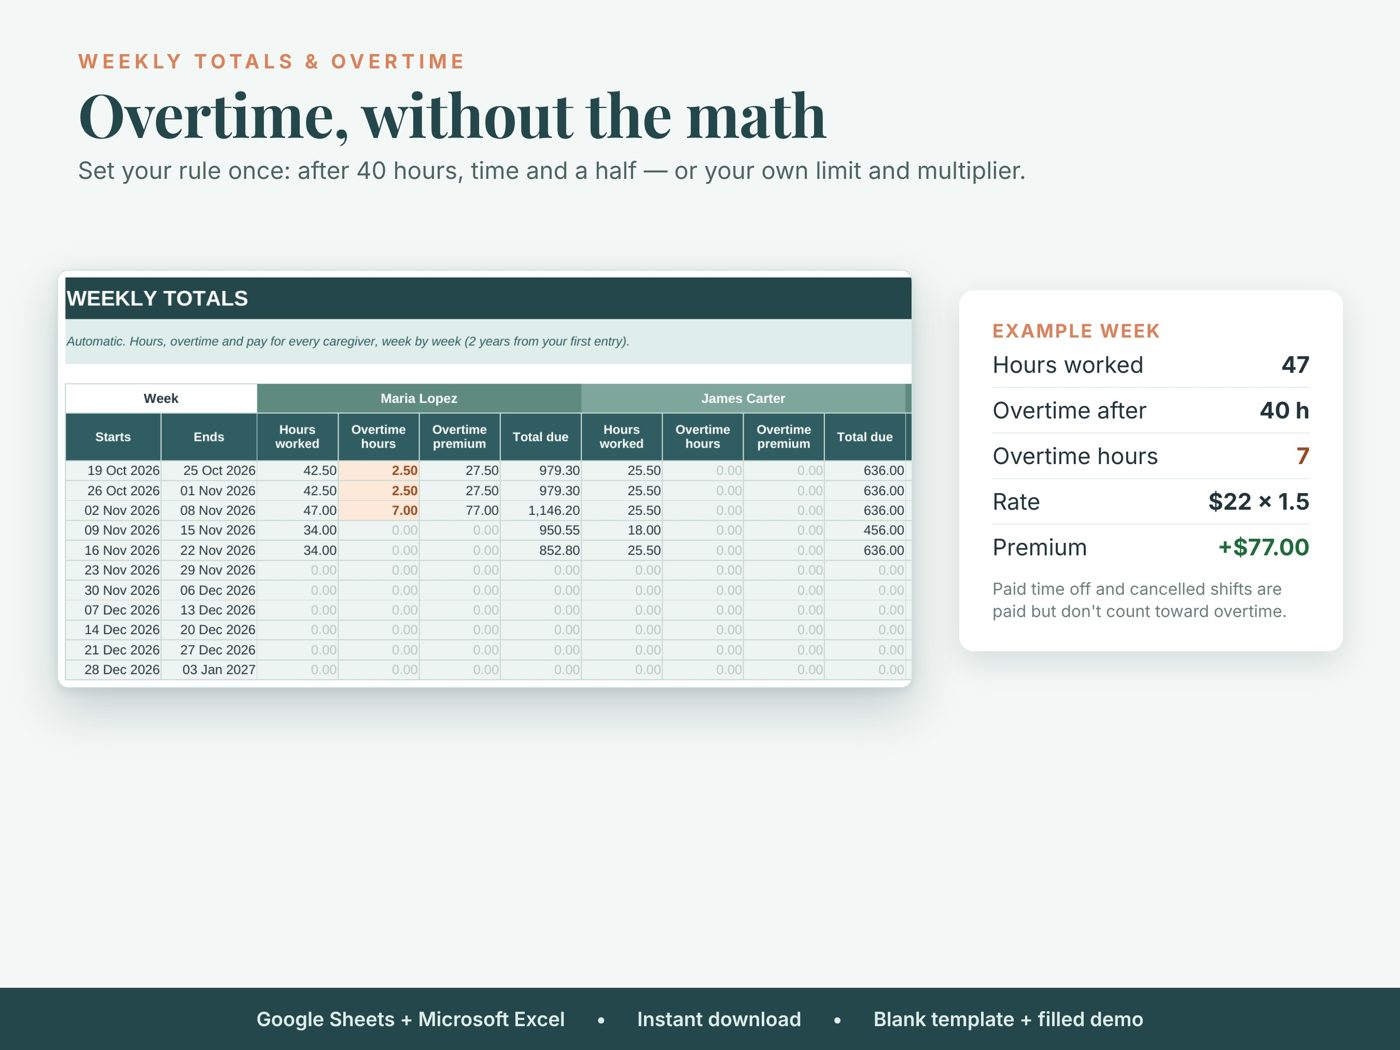 WEEKLY TOTALS & OVERTIME
Overtime, without the math
Set your rule once: after 40 hours, time and a half — or your own limit and multiplier.
WEEKLY TOTALS
Automatic. Hours, overtime and pay for every caregiver, week by week (2 years from your first entry).
Week Maria Lopez James Carter
Starts Ends Hours worked Overtime hours Overtime premium Total due Hours worked Overtime hours Overtime premium Total due
19 Oct 2026 25 Oct 2026 42.50 2.50 27.50 979.30 25.50 0.00 0.00 636.00
26 Oct 2026 01 Nov 2026 42.50 2.50 27.50 979.30 25.50 0.00 0.00 636.00
02 Nov 2026 08 Nov 2026 47.00 7.00 77.00 1,146.20 25.50 0.00 0.00 636.00
09 Nov 2026 15 Nov 2026 34.00 0.00 0.00 950.55 18.00 0.00 0.00 456.00
16 Nov 2026 22 Nov 2026 34.00 0.00 0.00 852.80 25.50 0.00 0.00 636.00
23 Nov 2026 29 Nov 2026 0.00 0.00 0.00 0.00 0.00 0.00 0.00 0.00
30 Nov 2026 06 Dec 2026 0.00 0.00 0.00 0.00 0.00 0.00 0.00 0.00
07 Dec 2026 13 Dec 2026 0.00 0.00 0.00 0.00 0.00 0.00 0.00 0.00
14 Dec 2026 20 Dec 2026 0.00 0.00 0.00 0.00 0.00 0.00 0.00 0.00
21 Dec 2026 27 Dec 2026 0.00 0.00 0.00 0.00 0.00 0.00 0.00 0.00
28 Dec 2026 03 Jan 2027 0.00 0.00 0.00 0.00 0.00 0.00 0.00 0.00
EXAMPLE WEEK
Hours worked 47
Overtime after 40 h
Overtime hours 7
Rate $22 × 1.5
Premium +$77.00
Paid time off and cancelled shifts are
paid but don't count toward overtime.
Google Sheets + Microsoft Excel • Instant download • Blank template + filled demo